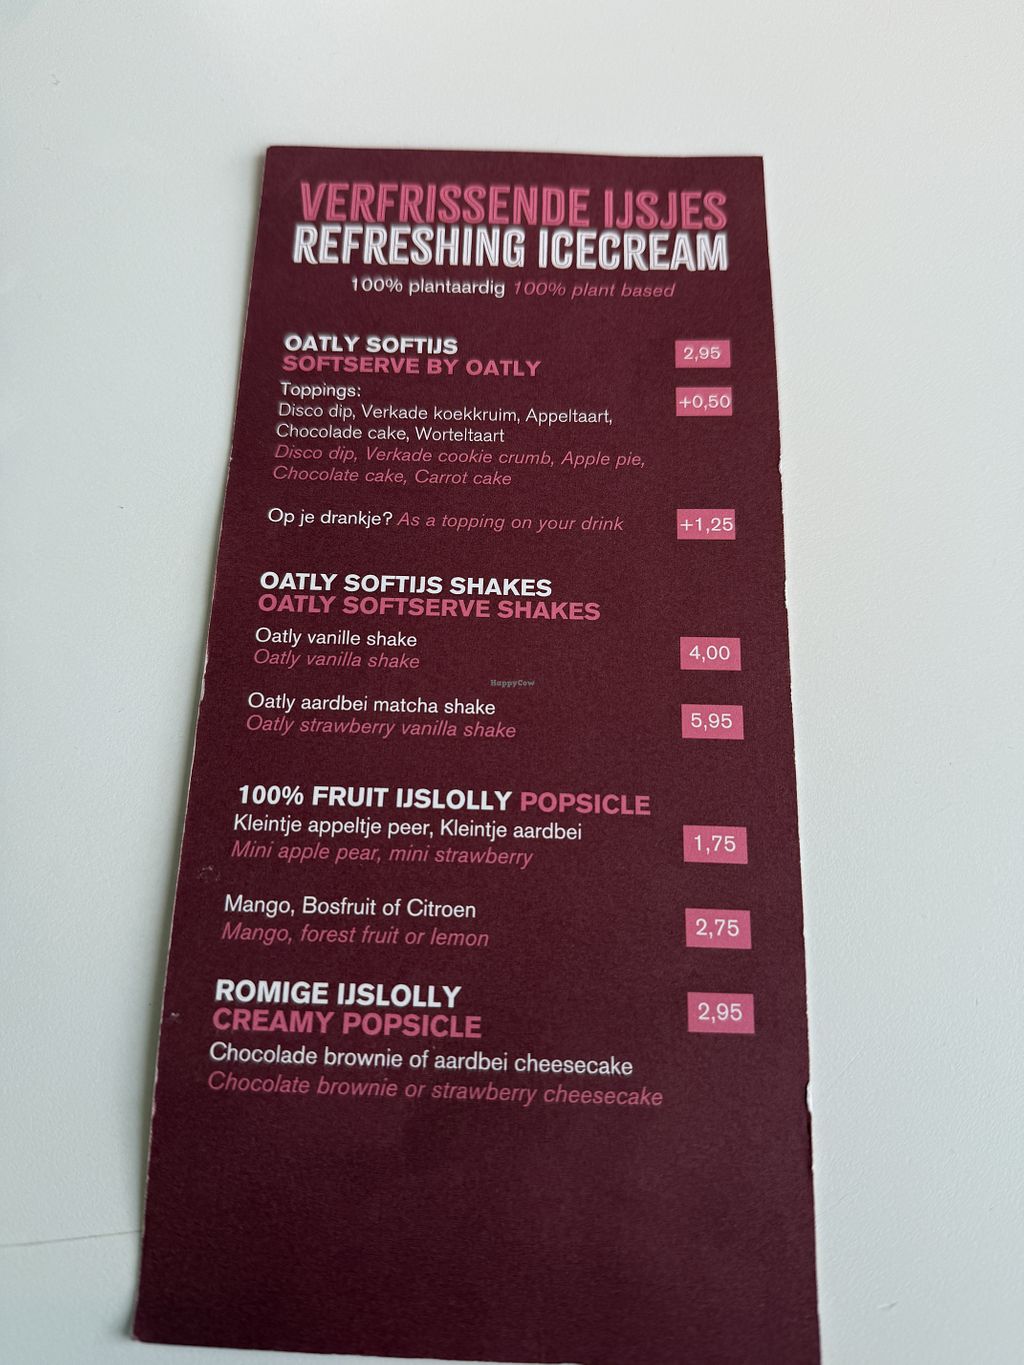 VERFRISSENDE IJSJES
REFRESHING ICECREAM
100% plantaardig 100% plant based
OATLY SOFTIJS
SOFTSERVE BY OATLY
2,95
Toppings:
+0,50
Disco dip, Verkade koekkruim, Appeltaart,
Chocolade cake, Worteltaart
Disco dip, Verkade cookie crumb, Apple pie,
Chocolate cake, Carrot cake
Op je drankje? As a topping on your drink +1,25
OATLY SOFTIJS SHAKES
OATLY SOFTSERVE SHAKES
Oatly vanille shake
Oatly vanilla shake
4,00
HappyCow
Oatly aardbei matcha shake
Oatly strawberry vanilla shake
5,95
100% FRUIT IJSLOLLY POPSICLE
Kleintje appeltje peer, Kleintje aardbei
Mini apple pear, mini strawberry
1,75
Mango, Bosfruit of Citroen
Mango, forest fruit or lemon
2,75
ROMIGE IJSLOLLY
CREAMY POPSICLE
2,95
Chocolade brownie of aardbei cheesecake
Chocolate brownie or strawberry cheesecake